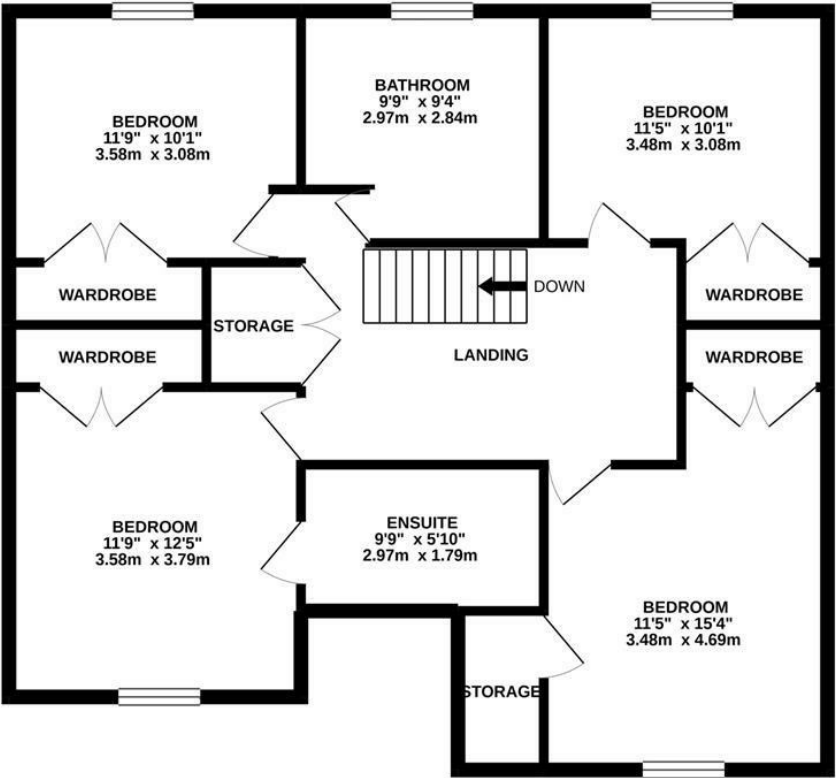 BEDROOM
11'9" x 10'1"
3.58m x 3.08m
BATHROOM
9'9" x 9'4"
2.97m x 2.84m
BEDROOM
11'5" x 10'1"
3.48m x 3.08m
WARDROBE
STORAGE
DOWN
WARDROBE
WARDROBE
LANDING
WARDROBE
BEDROOM
11'9" x 12'5"
3.58m x 3.79m
ENSUITE
9'9" x 5'10"
2.97m x 1.79m
BEDROOM
11'5" x 15'4"
3.48m x 4.69m
STORAGE